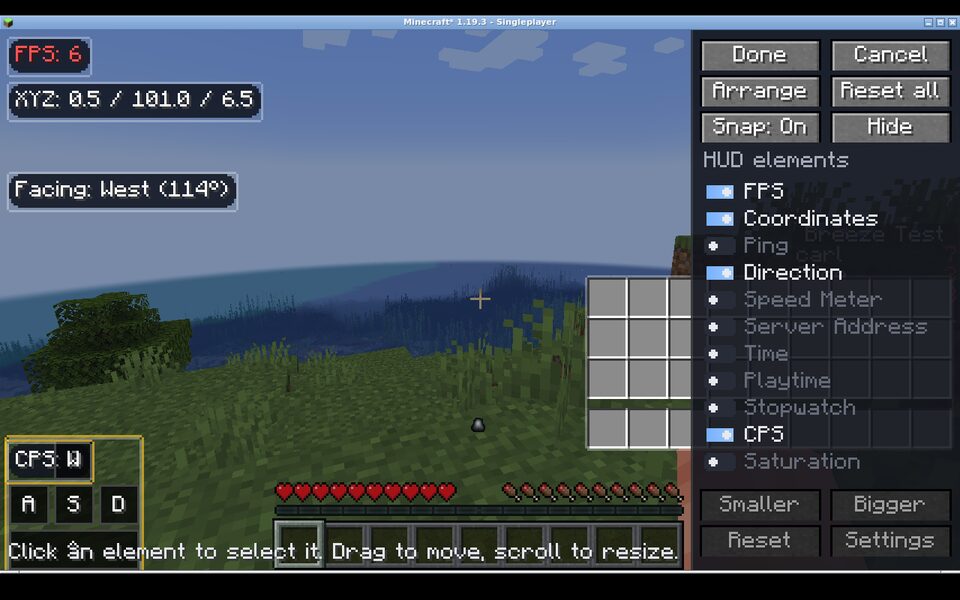 Minecraft* 1.19.3 - Singleplayer
FPS: 6
XYZ: 0.5 / 101.0 / 6.5
Facing: West (114°)
Done
Cancel
Arrange
Reset all
Snap: On
Hide
HUD elements
FPS
Coordinates
Ping
Breeze Test
carl
Direction
Speed Meter
Server Address
Time
Playtime
Stopwatch
CPS
Saturation
Smaller
Bigger
Reset
Settings
CPS
W
A
S
D
Click an element to select it. Drag to move, scroll to resize.